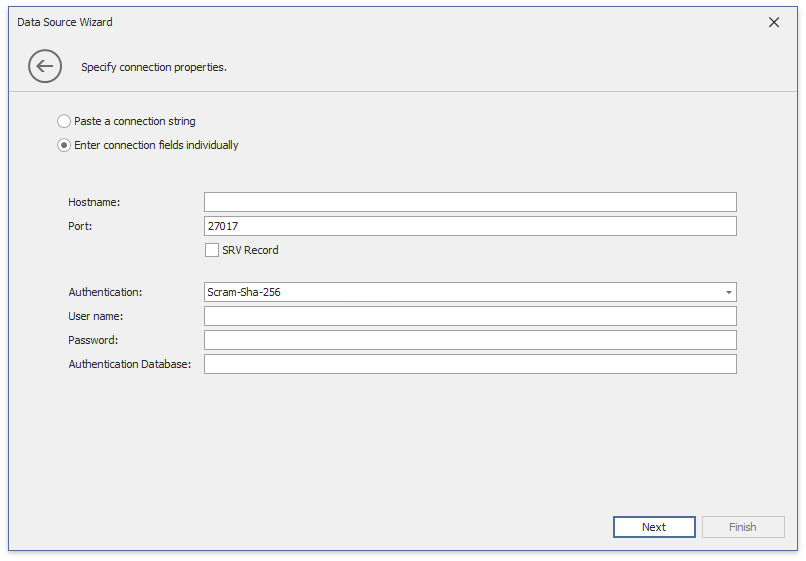 Data Source Wizard
Specify connection properties.
Paste a connection string
Enter connection fields individually
Hostname:
Port: 27017
SRV Record
Authentication: Scram-Sha-256
User name:
Password:
Authentication Database:
Next Finish